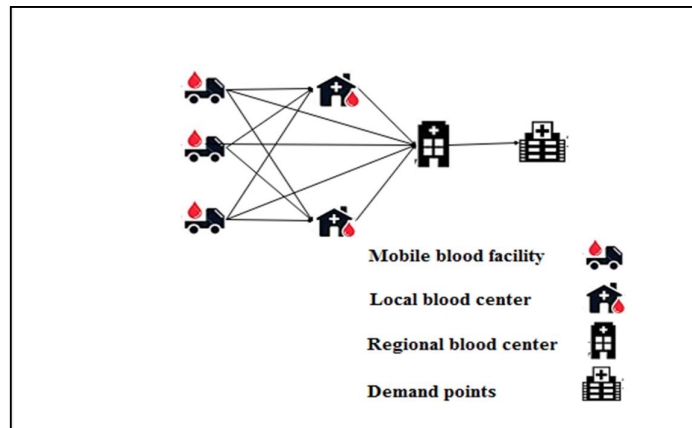 Mobile blood facility
Local blood center
Regional blood center
Demand points